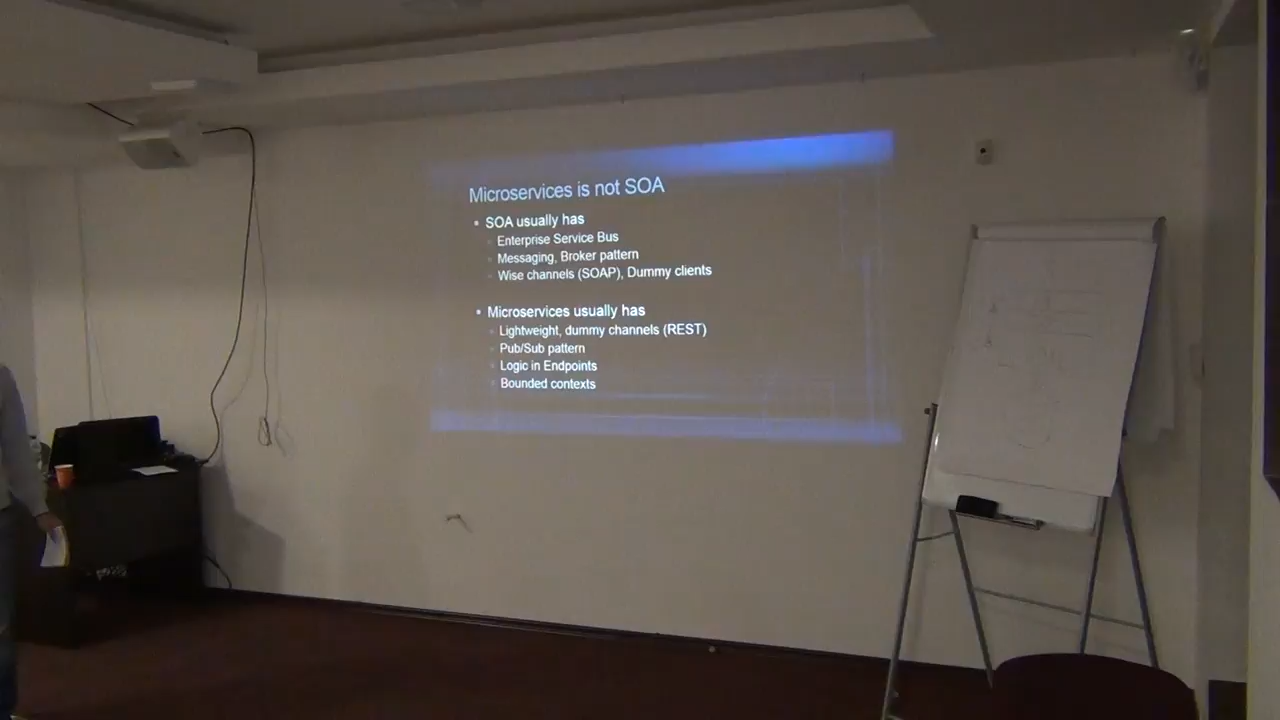 Microservices is not SOA
SOA usually has
Enterprise Service Bus
Messaging, Broker pattern
Wise channels (SOAP), Dummy clients
Microservices usually has
Lightweight, dummy channels (REST)
Pub/Sub pattern
Logic in Endpoints
Bounded contexts